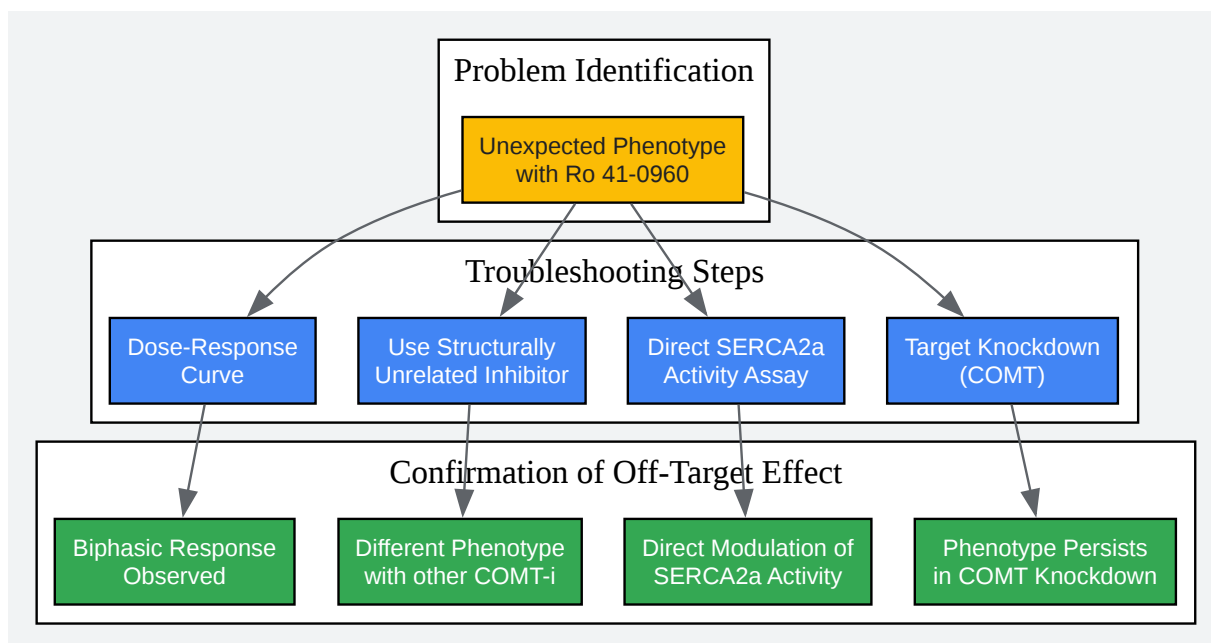 Problem Identification
Unexpected Phenotype
with Ro 41-0960
Troubleshooting Steps
Dose-Response
Curve
Use Structurally
Unrelated Inhibitor
Direct SERCA2a
Activity Assay
Target Knockdown
(COMT)
Confirmation of Off-Target Effect
Biphasic Response
Observed
Different Phenotype
with other COMT-i
Direct Modulation of
SERCA2a Activity
Phenotype Persists
in COMT Knockdown